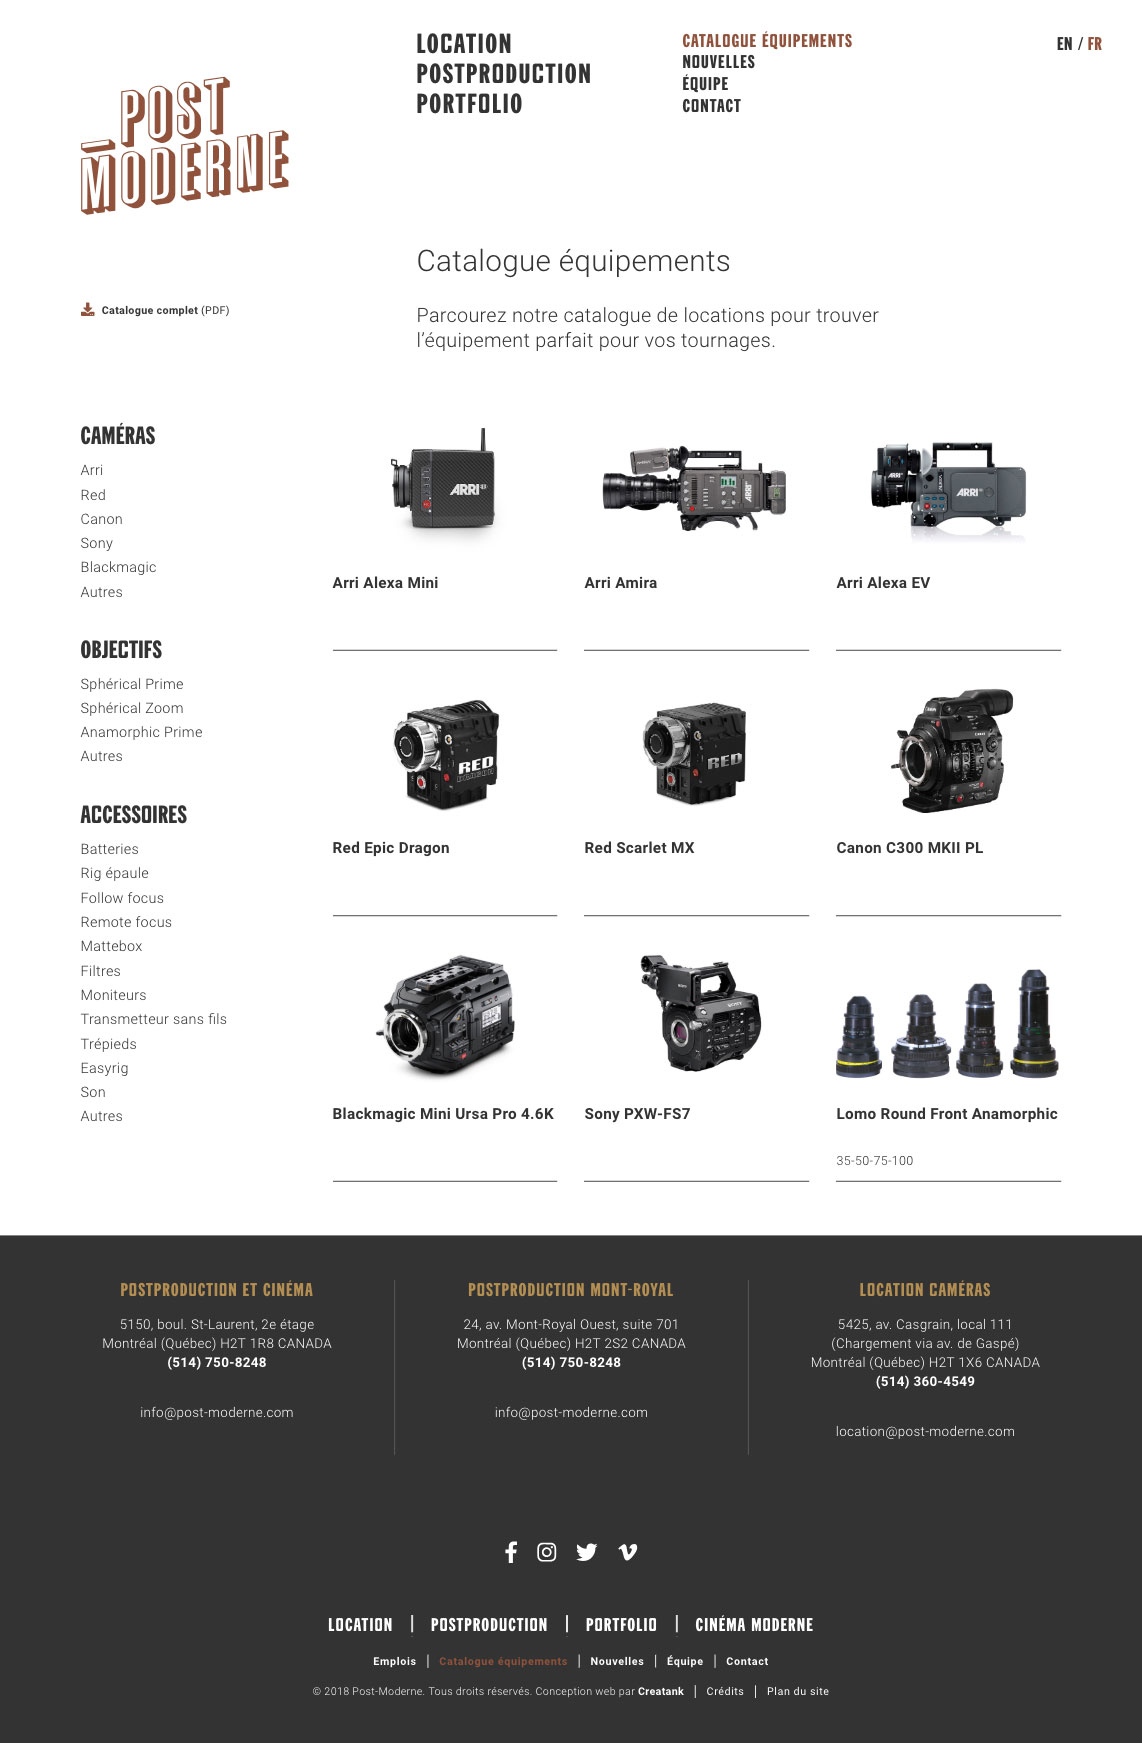 LOCATION
POSTPRODUCTION
PORTFOLIO
CATALOGUE ÉQUIPEMENTS
NOUVELLES
ÉQUIPE
CONTACT
EN / FR
POST
MODERNE
Catalogue équipements
Catalogue complet (PDF)
Parcourez notre catalogue de locations pour trouver
l’équipement parfait pour vos tournages.
CAMÉRAS
Arri
Red
Canon
Sony
Blackmagic
Autres
OBJECTIFS
Sphérical Prime
Sphérical Zoom
Anamorphic Prime
Autres
ACCESSOIRES
Batteries
Rig épaule
Follow focus
Remote focus
Mattebox
Filtres
Moniteurs
Transmetteur sans fils
Trépieds
Easyrig
Son
Autres
ARRI
ARRI
ARRI
Arri Alexa Mini
Arri Amira
Arri Alexa EV
RED
DRAGON
RED
Red Epic Dragon
Red Scarlet MX
Canon C300 MKII PL
SONY
Blackmagic Mini Ursa Pro 4.6K
Sony PXW-FS7
Lomo Round Front Anamorphic
35-50-75-100
POSTPRODUCTION ET CINÉMA
5150, boul. St-Laurent, 2e étage
Montréal (Québec) H2T 1R8 CANADA
(514) 750-8248
info@post-moderne.com
POSTPRODUCTION MONT-ROYAL
24, av. Mont-Royal Ouest, suite 701
Montréal (Québec) H2T 2S2 CANADA
(514) 750-8248
info@post-moderne.com
LOCATION CAMÉRAS
5425, av. Casgrain, local 111
(Chargement via av. de Gaspé)
Montréal (Québec) H2T 1X6 CANADA
(514) 360-4549
location@post-moderne.com
LOCATION | POSTPRODUCTION | PORTFOLIO | CINÉMA MODERNE
Emplois | Catalogue équipements | Nouvelles | Équipe | Contact
© 2018 Post-Moderne. Tous droits réservés. Conception web par Creatank | Crédits | Plan du site